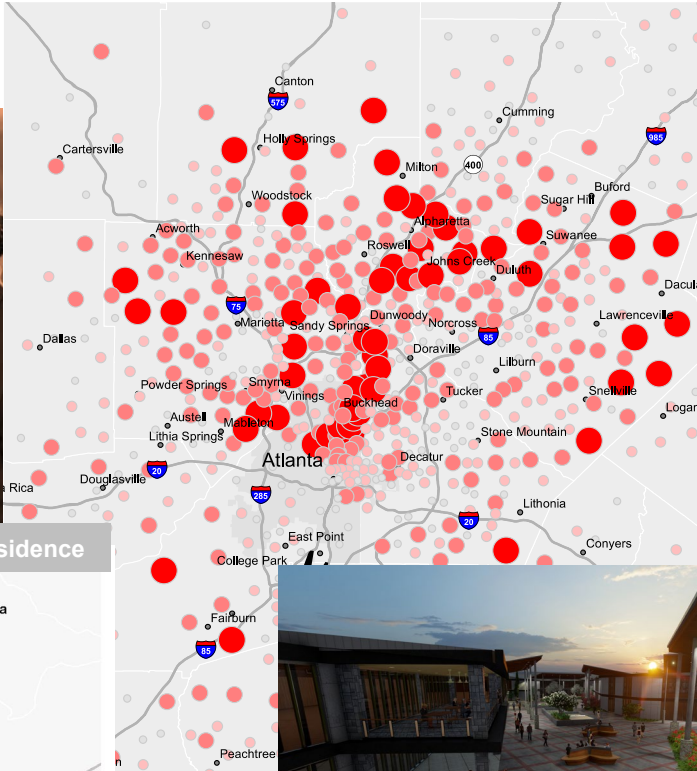 Canton
575
Cumming
985
Cartersville
Holly Springs
400
Milton
Woodstock
Buford
Sugar Hill
Alpharetta
Acworth
Suwanee
Roswell
Kennesaw
Johns Creek
Duluth
Dacula
75
Dunwoody
Lawrenceville
Marietta
Sandy Springs
Norcross
85
Dallas
Doraville
Lilburn
Powder Springs
Smyrna
Vinings
Tucker
Snellville
Buckhead
Austell
Mableton
Logan
Lithia Springs
Stone Mountain
Atlanta
Decatur
20
Douglasville
a Rica
285
Lithonia
20
East Point
sidence
Conyers
College Park
a
Fairburn
85
Peachtree
n